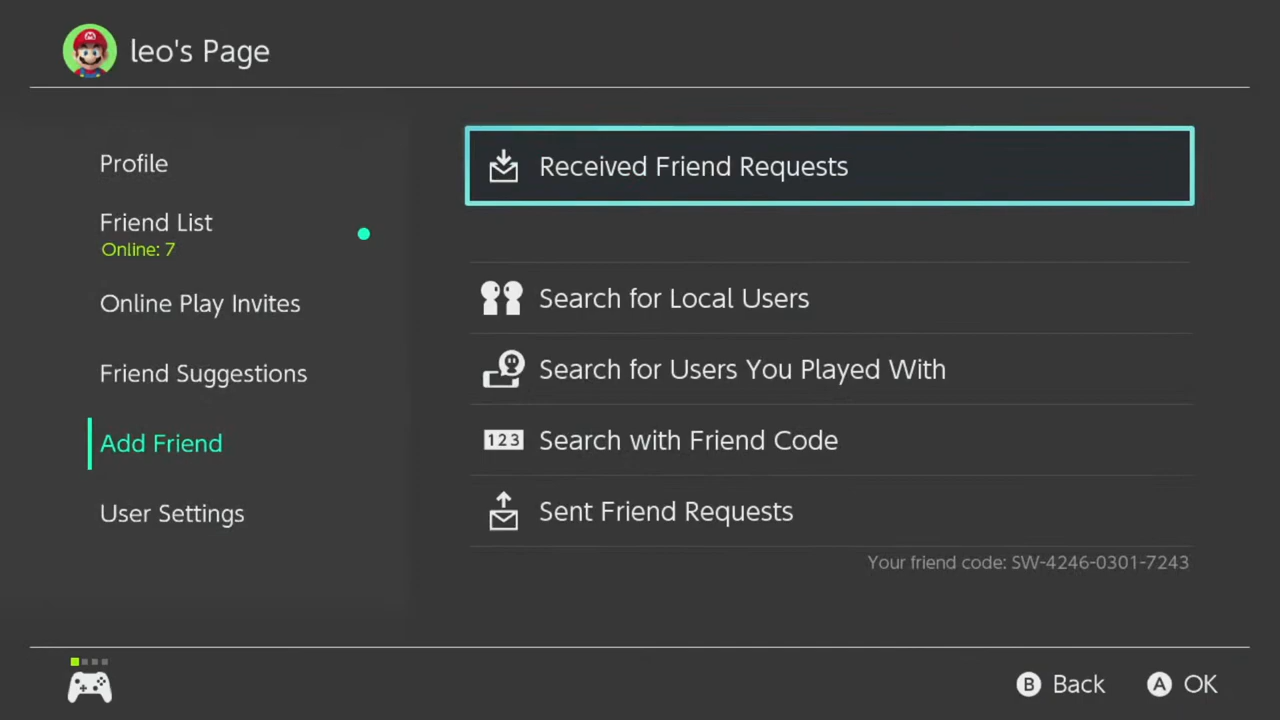 leo's Page
Profile
Friend List
Online: 7
Online Play Invites
Friend Suggestions
Add Friend
User Settings
Received Friend Requests
Search for Local Users
Search for Users You Played With
123 Search with Friend Code
Sent Friend Requests
Your friend code: SW-4246-0301-7243
B Back A OK